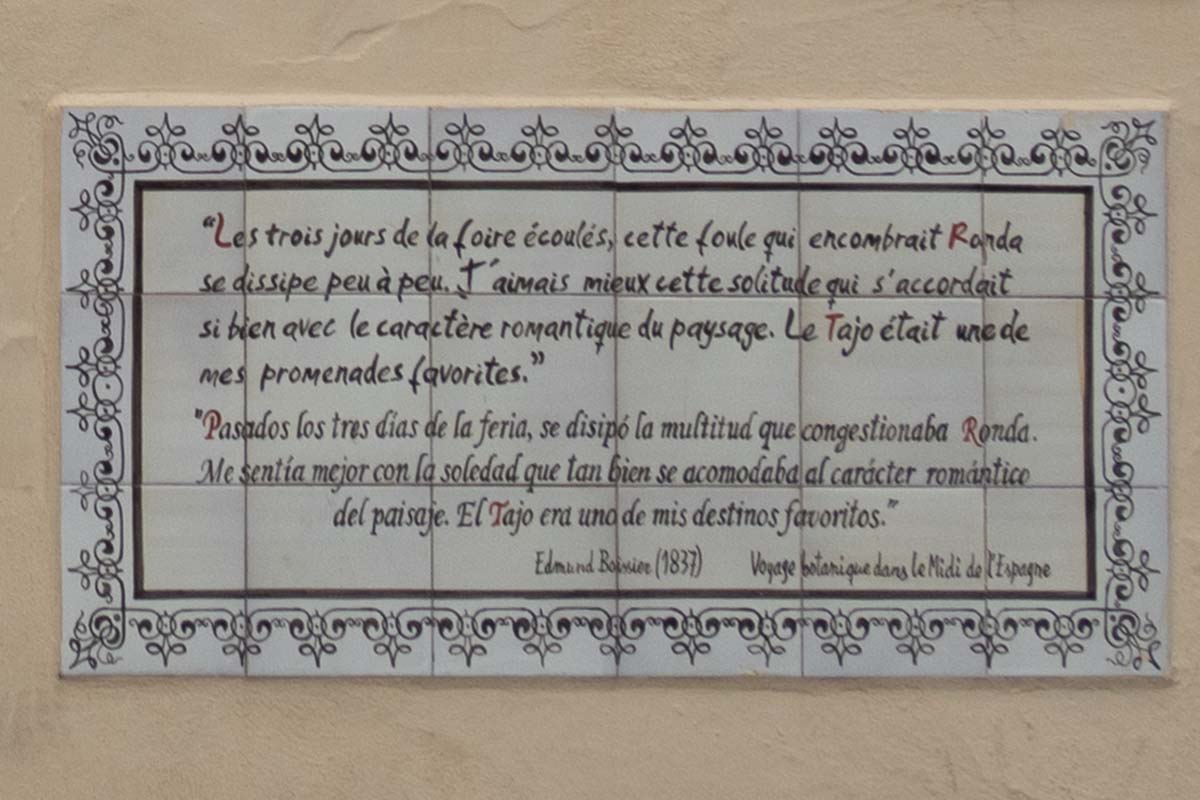 “Les trois jours de la foire écoulés, cette foule qui encombrait Ronda
se dissipe peu à peu. J´aimais mieux cette solitude qui s'accordait
si bien avec le caractère romantique du paysage. Le Tajo était une de
mes promenades favorites.”
"Pasados los tres días de la feria, se disipó la multitud que congestionaba Ronda.
Me sentía mejor con la soledad que tan bien se acomodaba al carácter romántico
del paisaje. El Tajo era uno de mis destinos favoritos."
Edmund Boissier (1837) Voyage botanique dans le Midi de l'Espagne